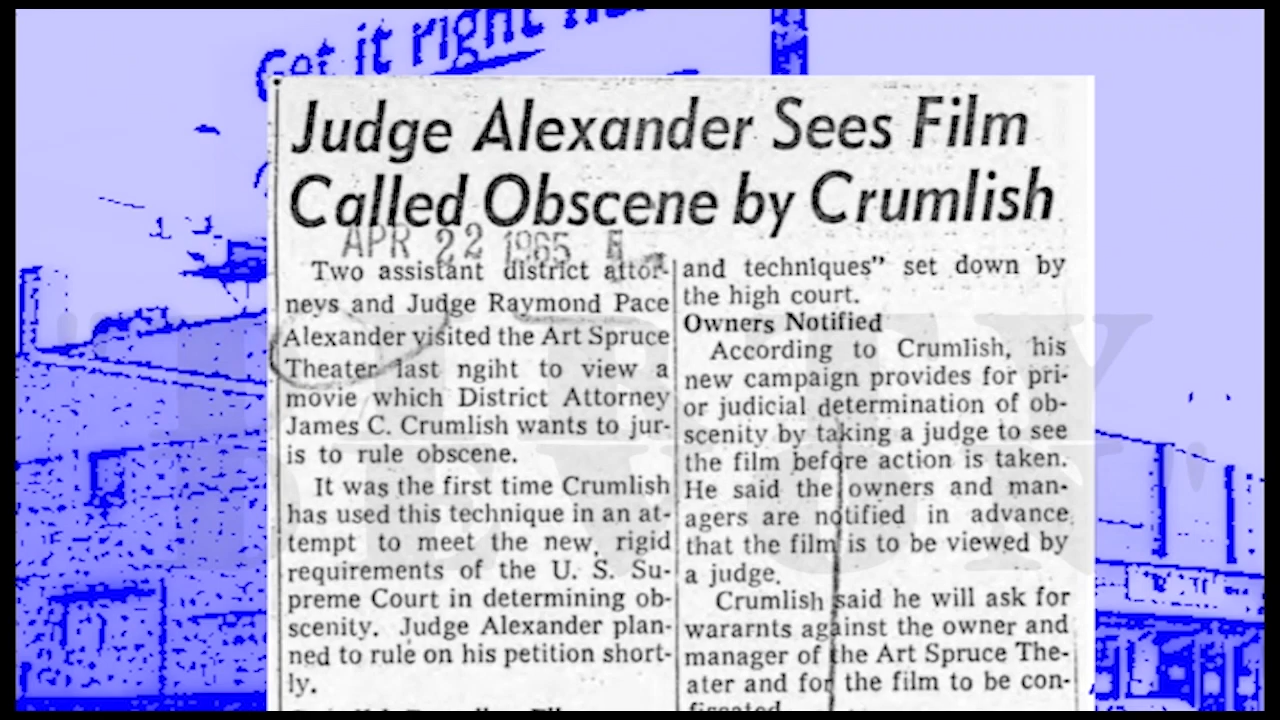 Get it right
Judge Alexander Sees Film
Called Obscene by Crumlish
APR 22 1965
Two assistant district attor-
neys and Judge Raymond Pace
Alexander visited the Art Spruce
Theater last ngiht to view a
movie which District Attorney
James C. Crumlish wants to jur-
is to rule obscene.
It was the first time Crumlish
has used this technique in an at-
tempt to meet the new, rigid
requirements of the U. S. Su-
preme Court in determining ob-
scenity. Judge Alexander plan-
ned to rule on his petition short-
ly.
and techniques" set down by
the high court.
Owners Notified
According to Crumlish, his
new campaign provides for pri-
or judicial determination of ob-
scenity by taking a judge to see
the film before action is taken.
He said the owners and man-
agers are notified in advance
that the film is to be viewed by
a judge.
Crumlish said he will ask for
wararnts against the owner and
manager of the Art Spruce The-
ater and for the film to be con-